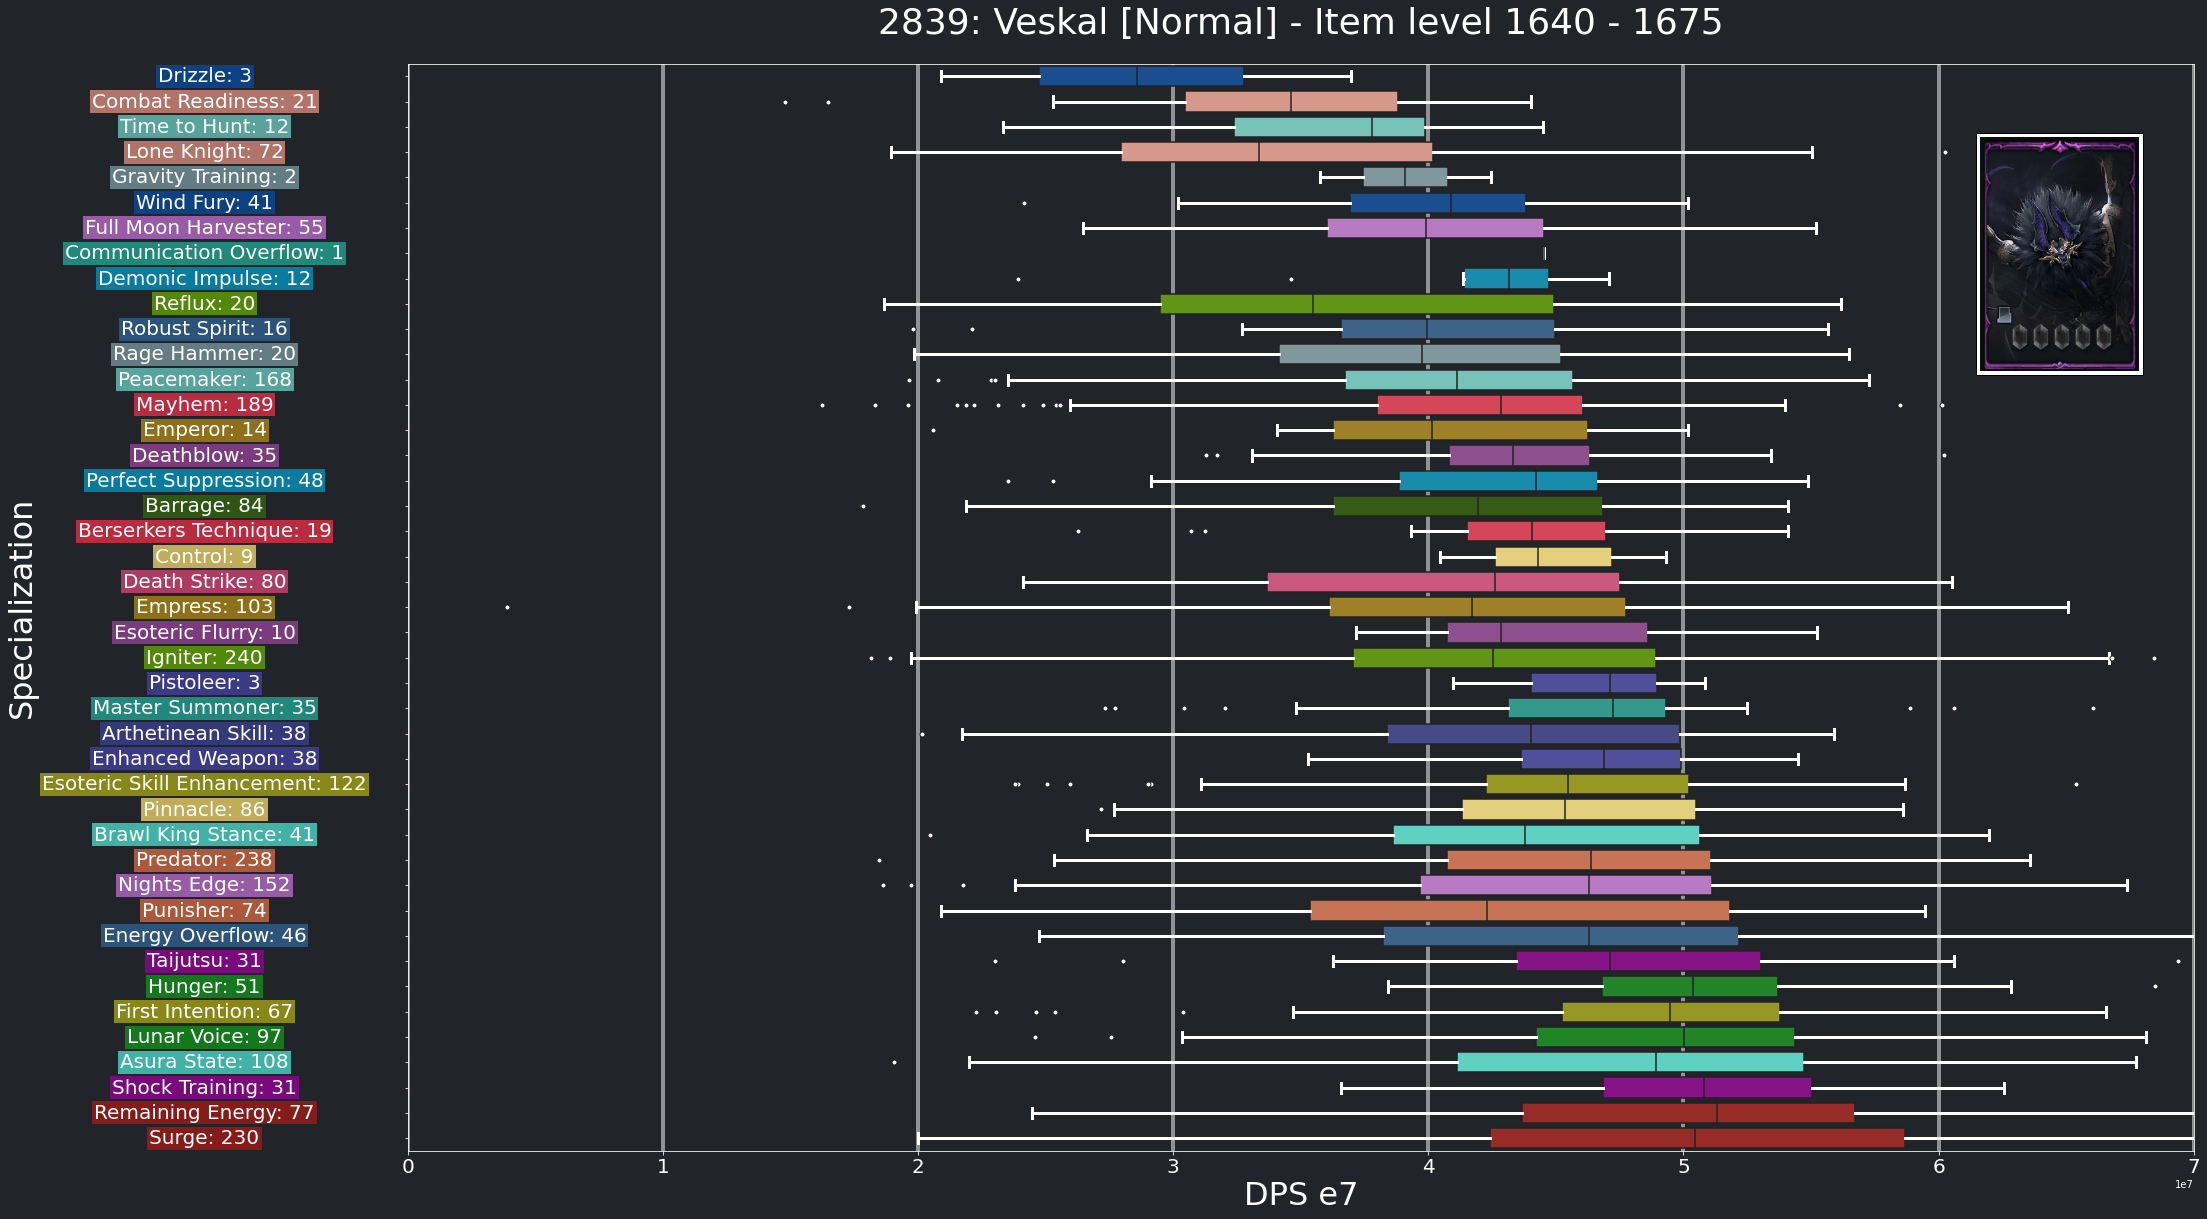 2839: Veskal [Normal] - Item level 1640 - 1675
Drizzle: 3
Combat Readiness: 21
Time to Hunt: 12
Lone Knight: 72
Gravity Training: 2
Wind Fury: 41
Full Moon Harvester: 55
Communication Overflow: 1
Demonic Impulse: 12
Reflux: 20
Robust Spirit: 16
Rage Hammer: 20
Peacemaker: 168
Mayhem: 189
Emperor: 14
Deathblow: 35
Perfect Suppression: 48
Barrage: 84
Berserkers Technique: 19
Control: 9
Death Strike: 80
Empress: 103
Esoteric Flurry: 10
Igniter: 240
Pistoleer: 3
Master Summoner: 35
Arthetinean Skill: 38
Enhanced Weapon: 38
Esoteric Skill Enhancement: 122
Pinnacle: 86
Brawl King Stance: 41
Predator: 238
Nights Edge: 152
Punisher: 74
Energy Overflow: 46
Taijutsu: 31
Hunger: 51
First Intention: 67
Lunar Voice: 97
Asura State: 108
Shock Training: 31
Remaining Energy: 77
Surge: 230
Specialization
0 1 2 3 4 5 6 7
1e7
DPS e7